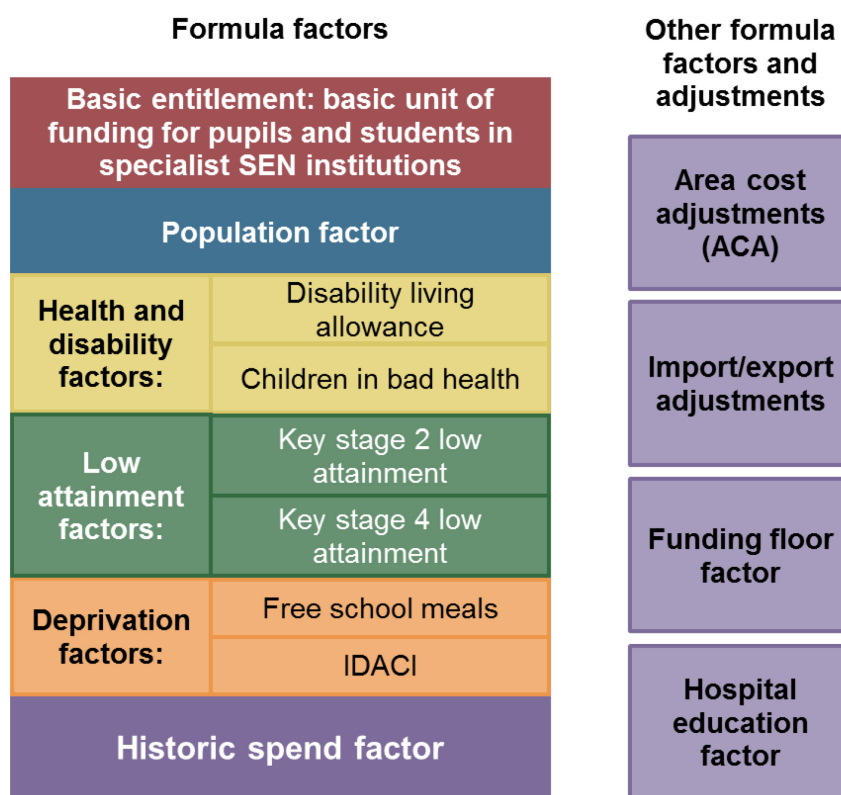 Formula factors
Basic entitlement: basic unit of
funding for pupils and students in
specialist SEN institutions
Population factor
Health and
disability
factors:
Disability living
allowance
Children in bad health
Low
attainment
factors:
Key stage 2 low
attainment
Key stage 4 low
attainment
Deprivation
factors:
Free school meals
IDACI
Historic spend factor
Other formula
factors and
adjustments
Area cost
adjustments
(ACA)
Import/export
adjustments
Funding floor
factor
Hospital
education
factor